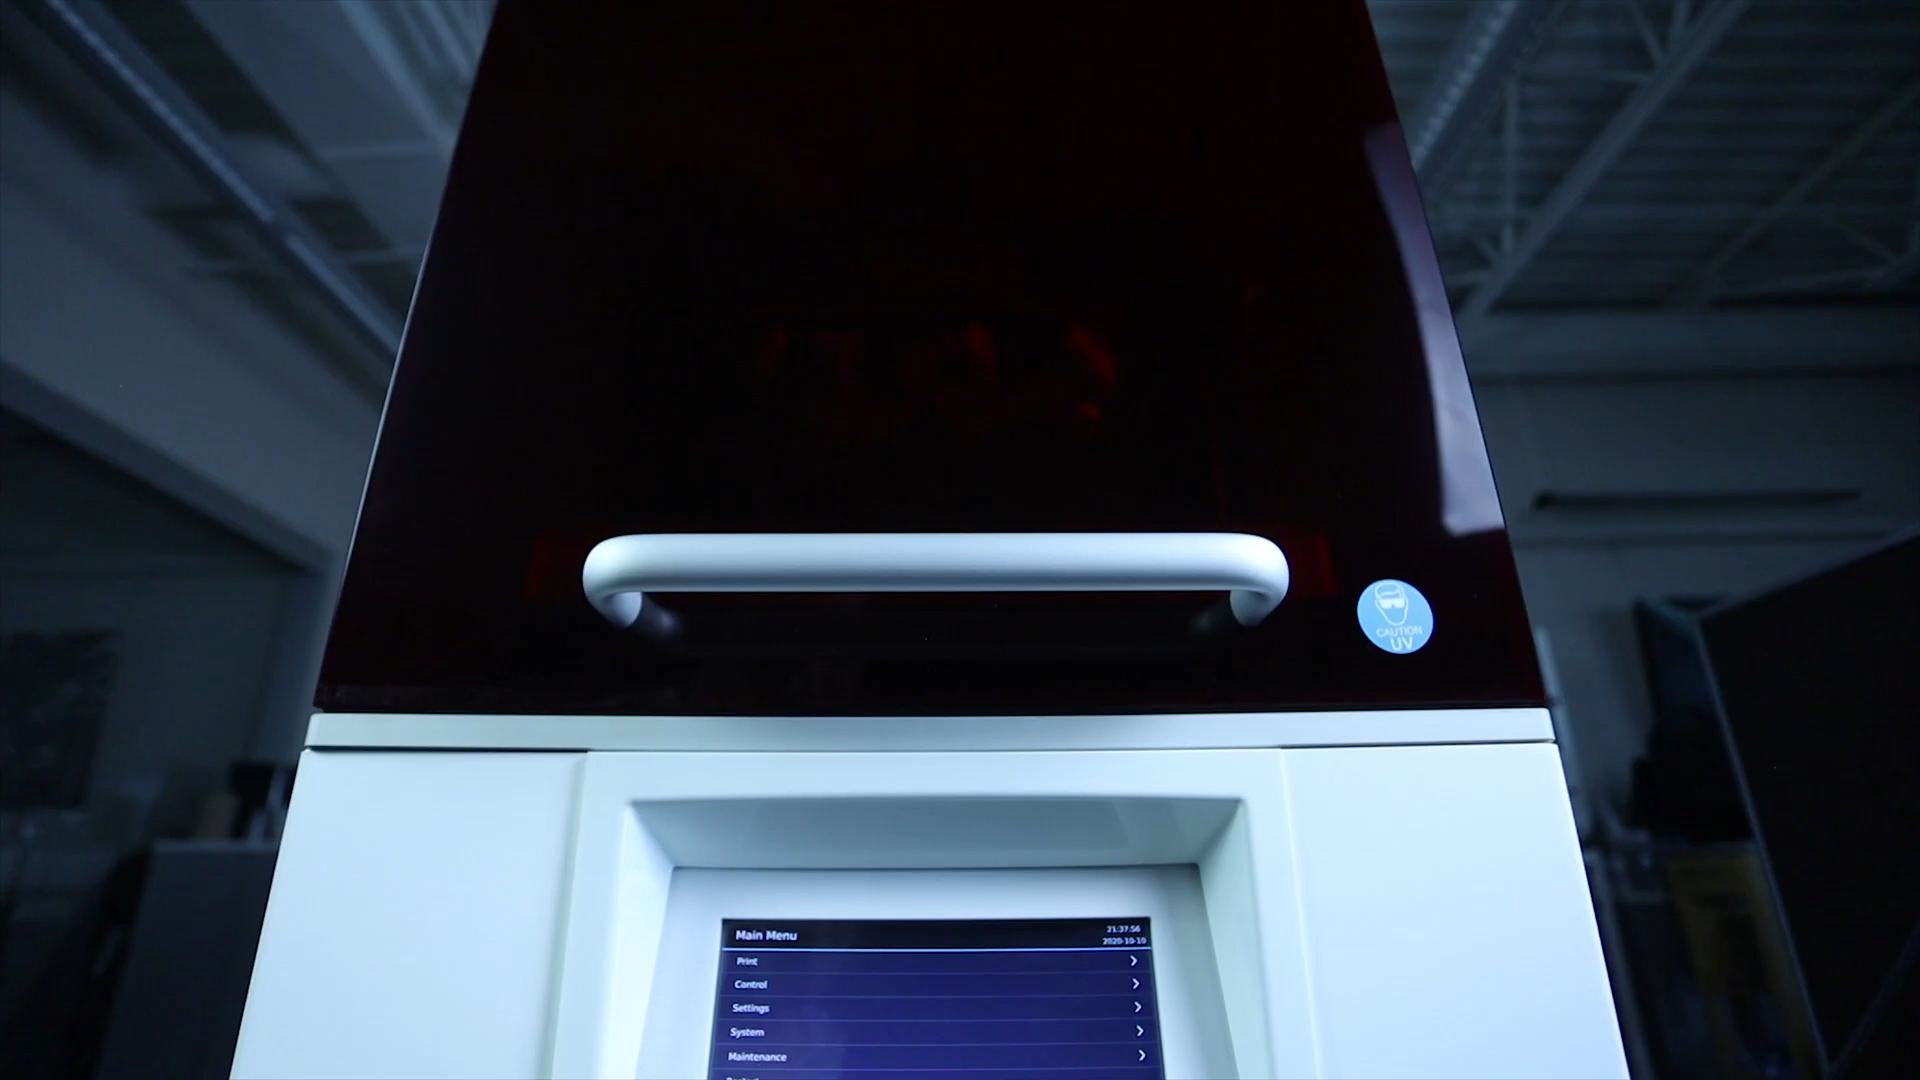 CAUTION
UV
Main Menu
21:37:56
2020-10-10
Print
Control
Settings
System
Maintenance